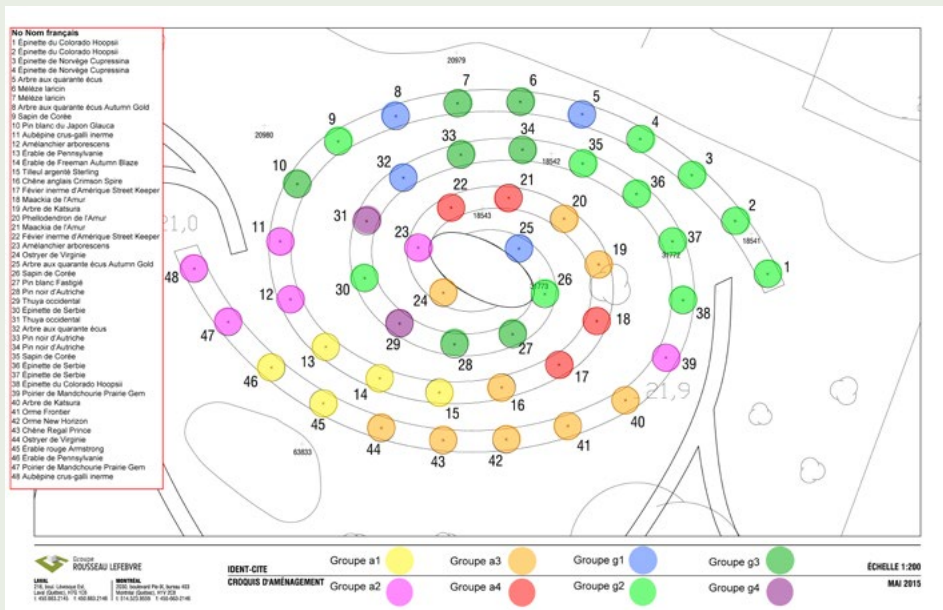 No Nom français
1 Épinette du Colorado Hoopsii
2 Épinette du Colorado Hoopsii
3 Épinette de Norvège Cupressina
4 Épinette de Norvège Cupressina
5 Arbre aux quarante écus
6 Mélèze laricin
7 Mélèze laricin
8 Arbre aux quarante écus Autumn Gold
9 Sapin de Corée
10 Pin blanc du Japon Glauca
11 Aubépine crus-galli inerme
12 Amélanchier arborescens
13 Érable de Pennsylvanie
14 Érable de Freeman Autumn Blaze
15 Tilleul argenté Sterling
16 Chêne anglais Crimson Spire
17 Févier inerme d'Amérique Street Keeper
18 Maackia de l'Amur
19 Arbre de Katsura
20 Phellodendron de l'Amur
21 Maackia de l'Amur
22 Févier inerme d'Amérique Street Keeper
23 Amélanchier arborescens
24 Ostryer de Virginie
25 Arbre aux quarante écus Autumn Gold
26 Sapin de Corée
27 Pin blanc Fastigié
28 Pin noir d'Autriche
29 Thuya occidental
30 Épinette de Serbie
31 Thuya occidental
32 Arbre aux quarante écus
33 Pin noir d'Autriche
34 Pin noir d'Autriche
35 Sapin de Corée
36 Épinette de Serbie
37 Épinette de Serbie
38 Épinette du Colorado Hoopsii
39 Poirier de Mandchourie Prairie Gem
40 Arbre de Katsura
41 Orme Frontier
42 Orme New Horizon
43 Chêne Regal Prince
44 Ostryer de Virginie
45 Érable rouge Armstrong
46 Érable de Pennsylvanie
47 Poirier de Mandchourie Prairie Gem
48 Aubépine crus-galli inerme
20979
7
6
8
5
9
20980
33
34
4
35
18542
32
10
3
22
21
36
20
31
18543
2
11
21,0
23
25
37
18541
31772
19
48
1
24
26
31773
30
12
38
18
47
29
27
39
28
13
17
46
14
16
21,9
15
45
40
41
44
43
42
63833
Groupe
ROUSSEAU LEFEBVRE
LAVAL
MONTRÉAL
IDENT-CITE
CROQUIS D'AMÉNAGEMENT
Groupe a1
Groupe a3
Groupe g1
Groupe g3
Groupe a2
Groupe a4
Groupe g2
Groupe g4
ÉCHELLE 1:200
MAI 2015